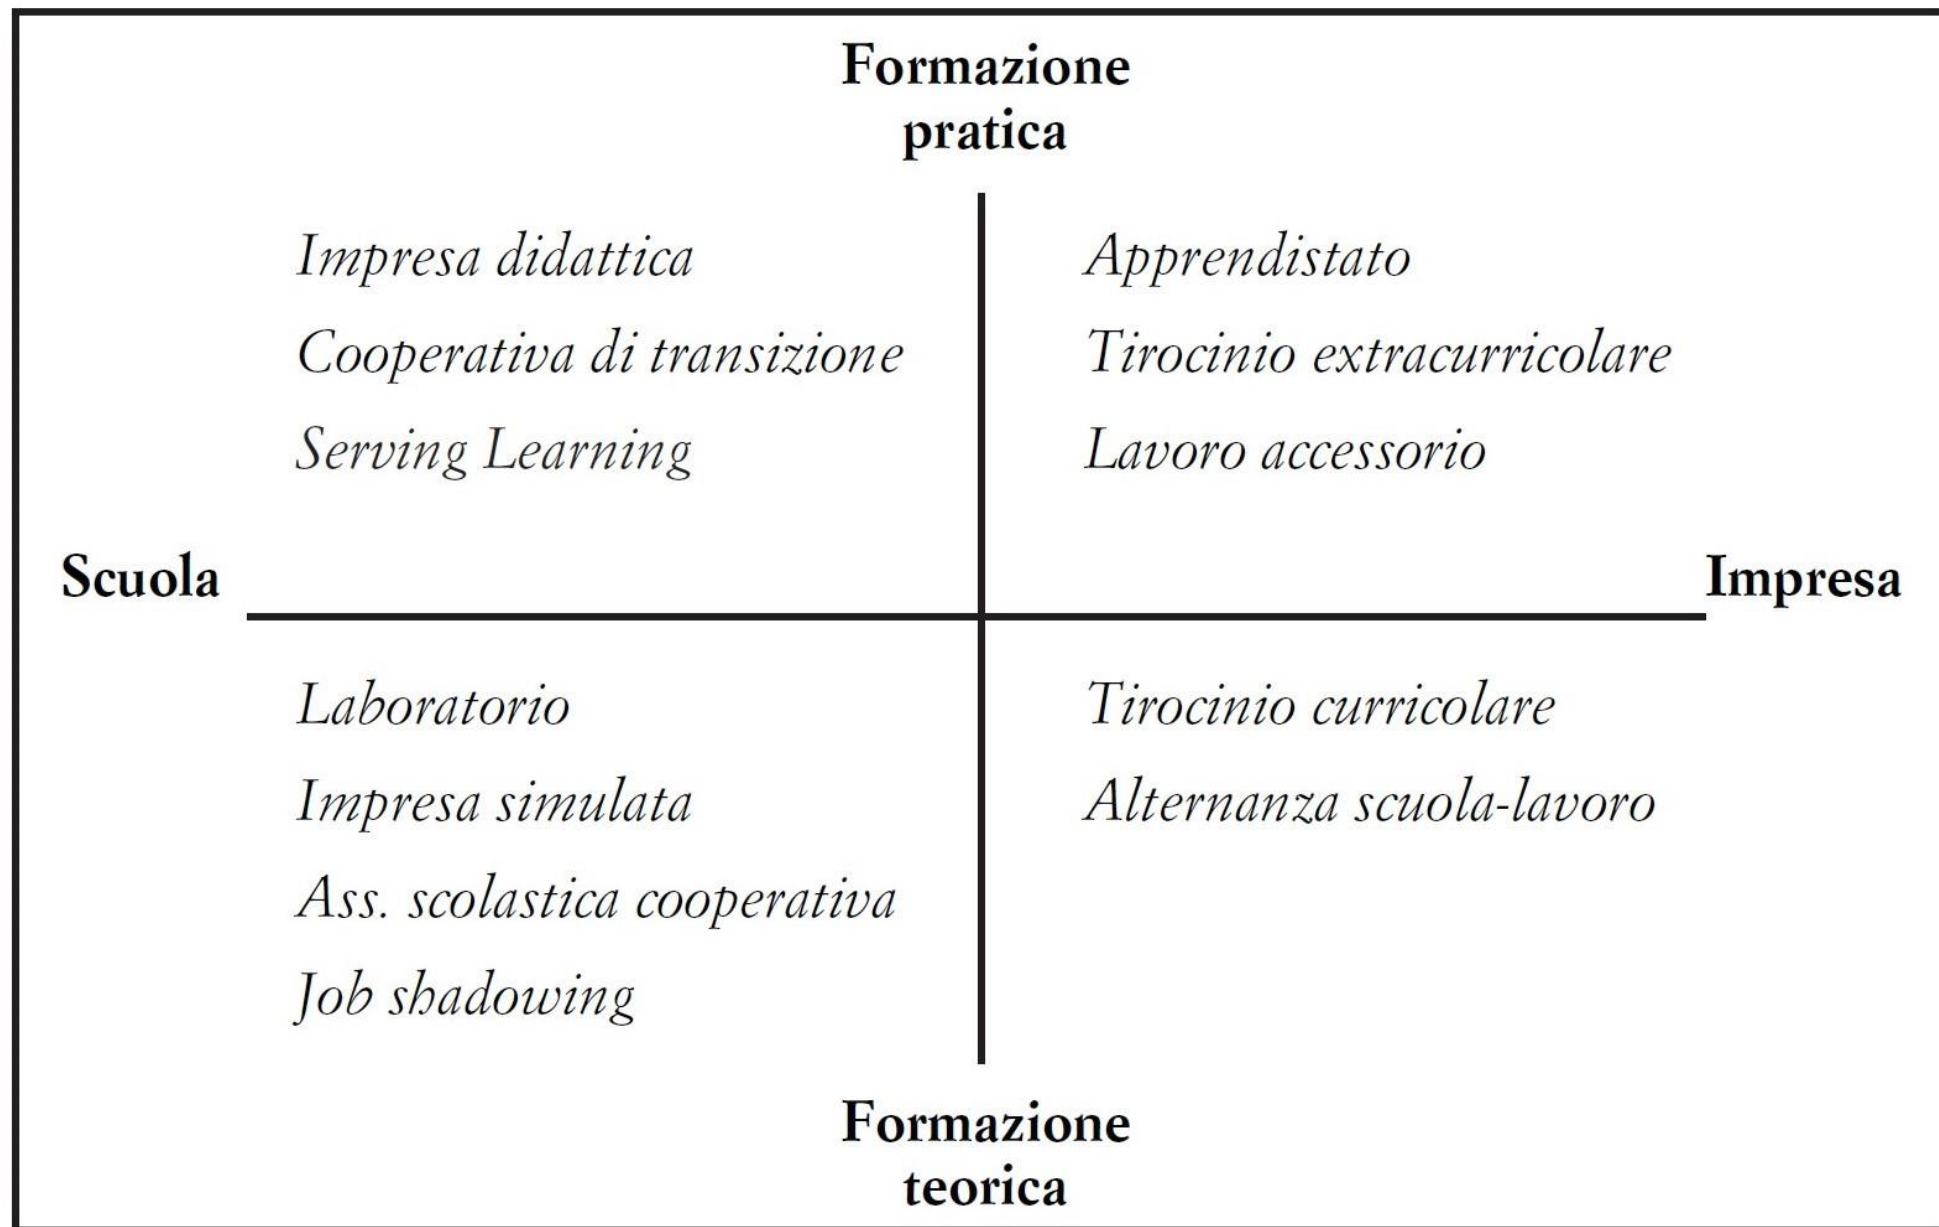 Formazione
pratica
Impresa didattica
Apprendistato
Cooperativa di transizione
Tirocinio extracurricolare
Serving Learning
Lavoro accessorio
Scuola
Impresa
Laboratorio
Tirocinio curricolare
Impresa simulata
Alternanza scuola-lavoro
Ass. scolastica cooperativa
Job shadowing
Formazione
teorica